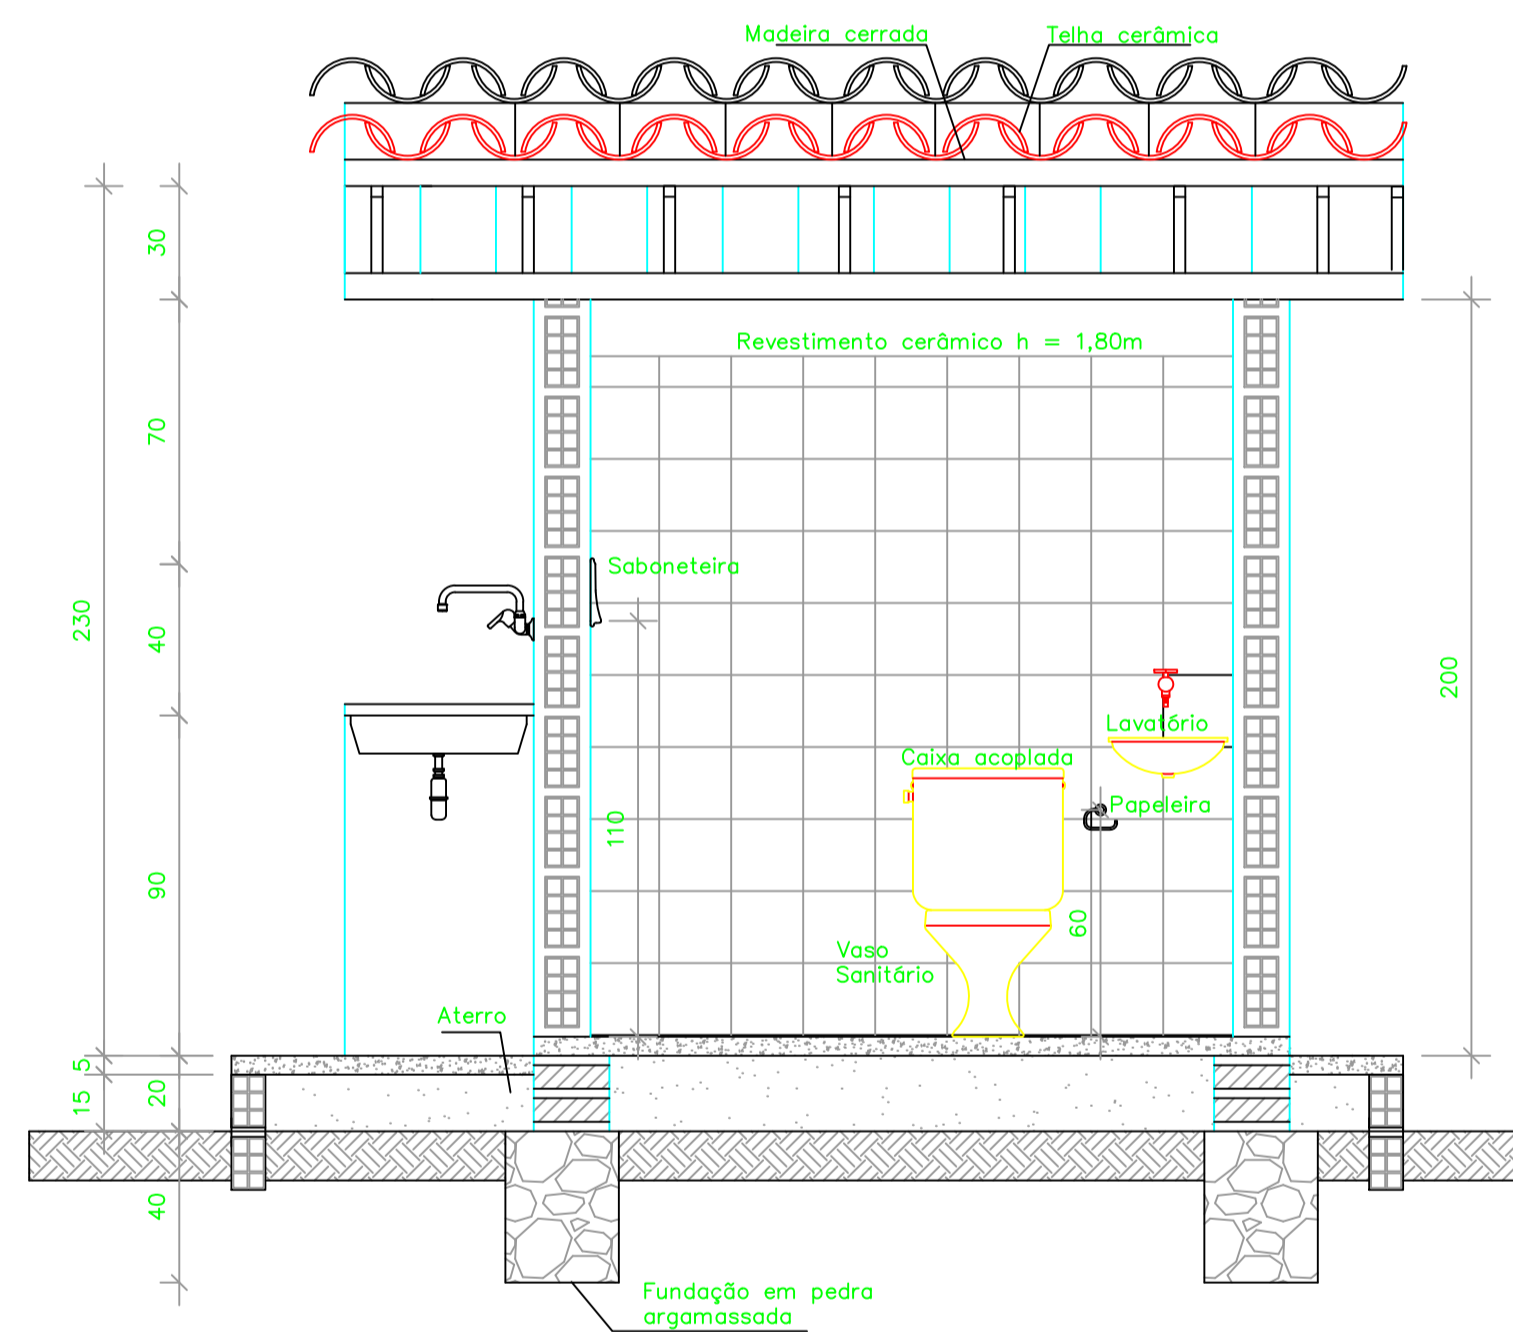 Madeira cerrada
Telha cerâmica
30
Revestimento cerâmico h = 1,80m
70
Saboneteira
230
40
200
Lavatório
Caixa acoplada
Papeleira
110
90
60
Vaso
Sanitário
Aterro
5
20
15
40
Fundação em pedra
argamassada